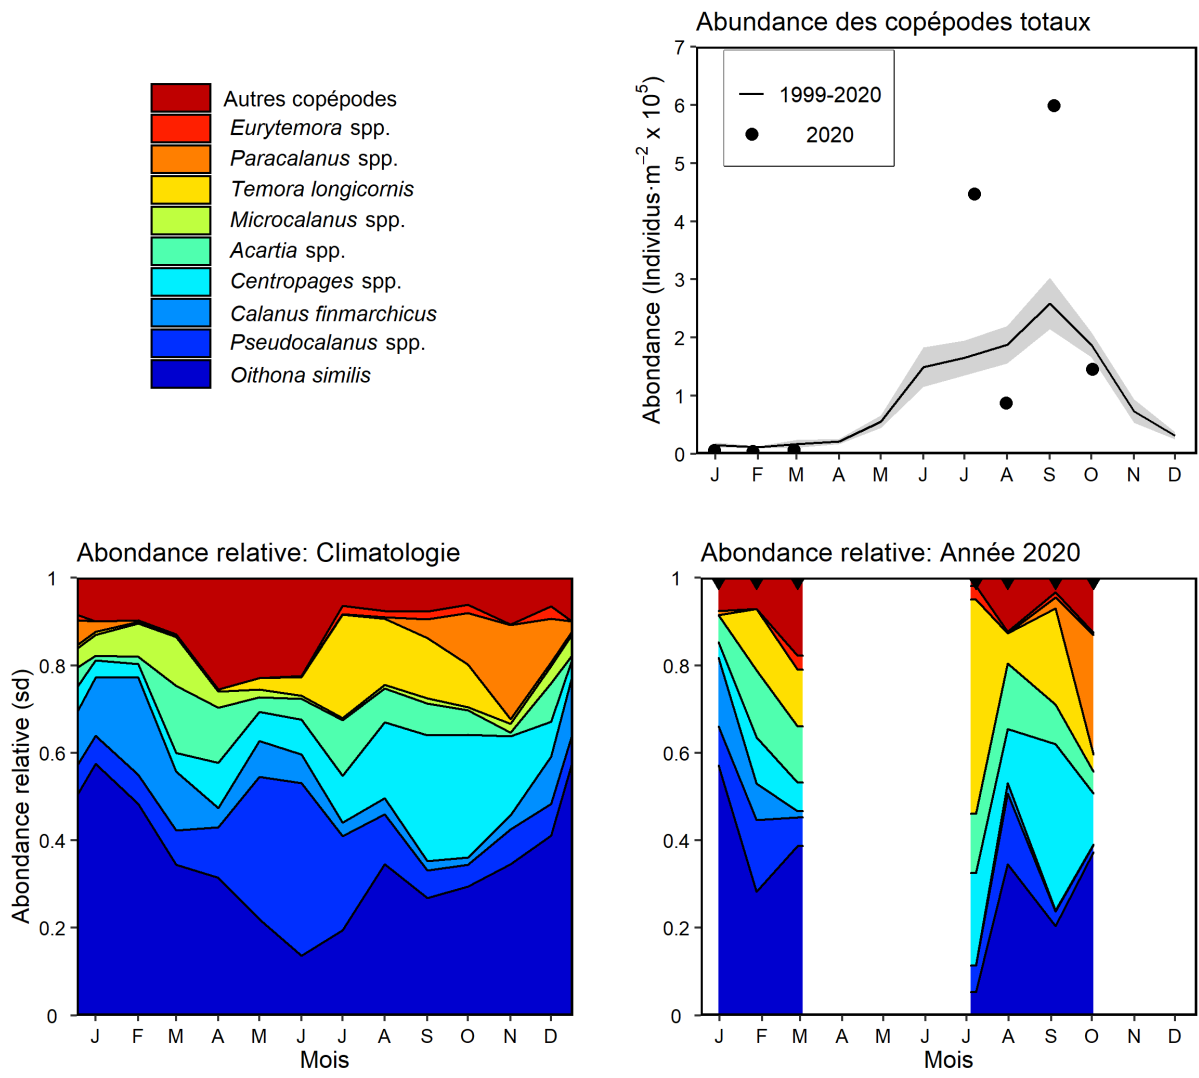 Abundance des copépodes totaux
7
6
5
4
3
2
1
0
Abondance (Individus·m⁻² x 10⁵)
1999-2020
2020
J F M A M J J A S O N D
Autres copépodes
Eurytemora spp.
Paracalanus spp.
Temora longicornis
Microcalanus spp.
Acartia spp.
Centropages spp.
Calanus finmarchicus
Pseudocalanus spp.
Oithona similis
Abondance relative: Climatologie
1
0.8
0.6
0.4
0.2
0
Abondance relative (sd)
J F M A M J J A S O N D
Mois
Abondance relative: Année 2020
1
0.8
0.6
0.4
0.2
0
J F M A M J J A S O N D
Mois